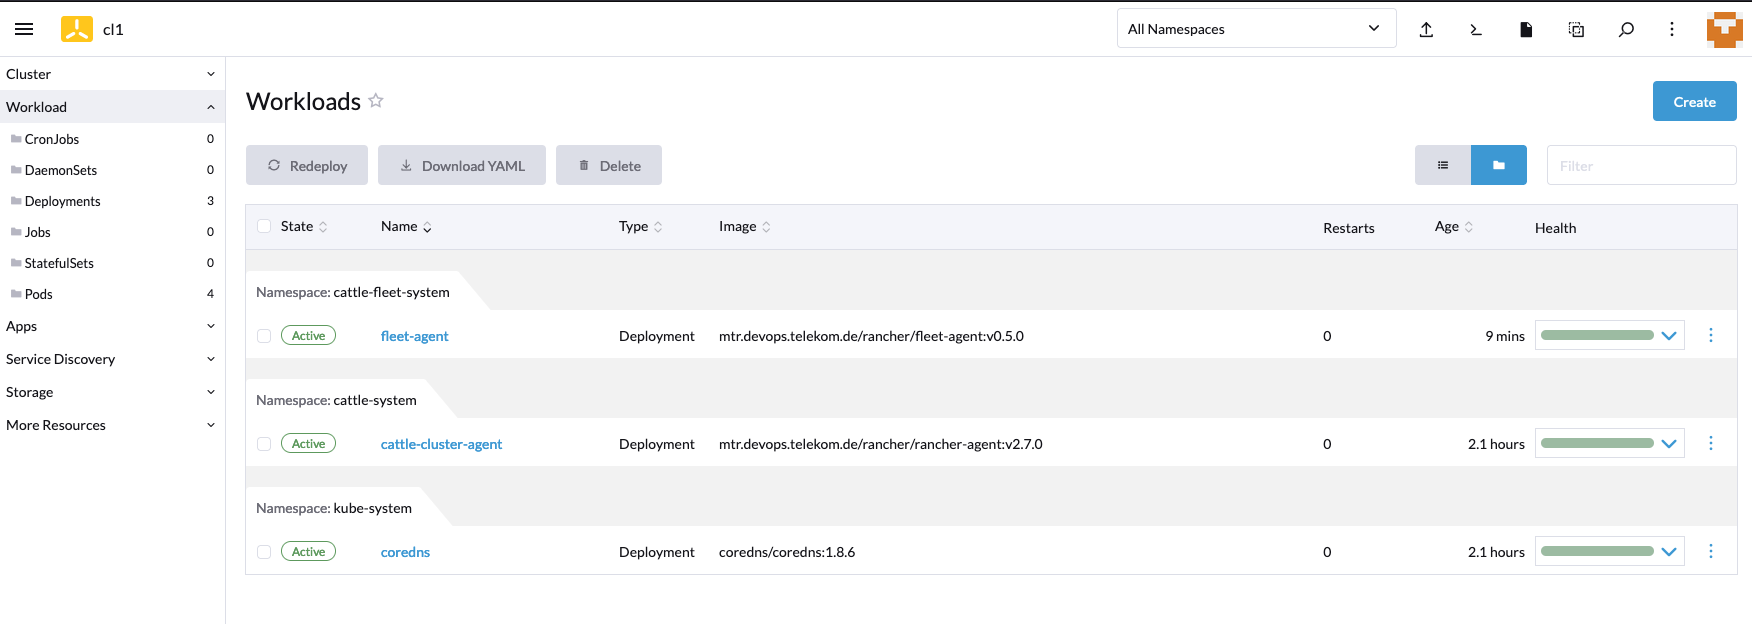 cl1
All Namespaces
Cluster
Workload
CronJobs 0
DaemonSets 0
Deployments 3
Jobs 0
StatefulSets 0
Pods 4
Apps
Service Discovery
Storage
More Resources
Workloads
Create
Redeploy Download YAML Delete
Filter
State Name Type Image Restarts Age Health
Namespace: cattle-fleet-system
Active fleet-agent Deployment mtr.devops.telekom.de/rancher/fleet-agent:v0.5.0 0 9 mins
Namespace: cattle-system
Active cattle-cluster-agent Deployment mtr.devops.telekom.de/rancher/rancher-agent:v2.7.0 0 2.1 hours
Namespace: kube-system
Active coredns Deployment coredns/coredns:1.8.6 0 2.1 hours